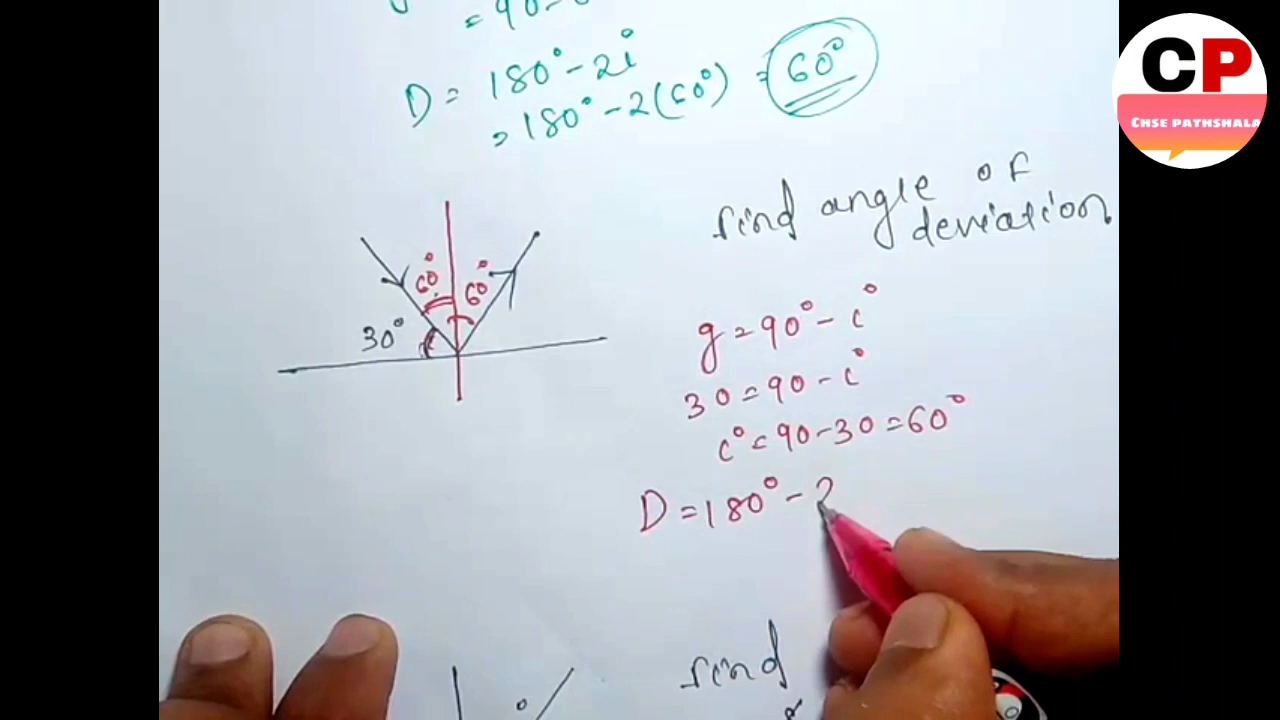 = 90-
D = 180° - 2i
= 180° - 2(60°) = 60°
CP
CHSE PATHSHALA
find angle of
deviation
60° 60°
30°
g = 90° - i°
30 = 90 - i°
i° = 90 - 30 = 60°
D = 180° - 2
find